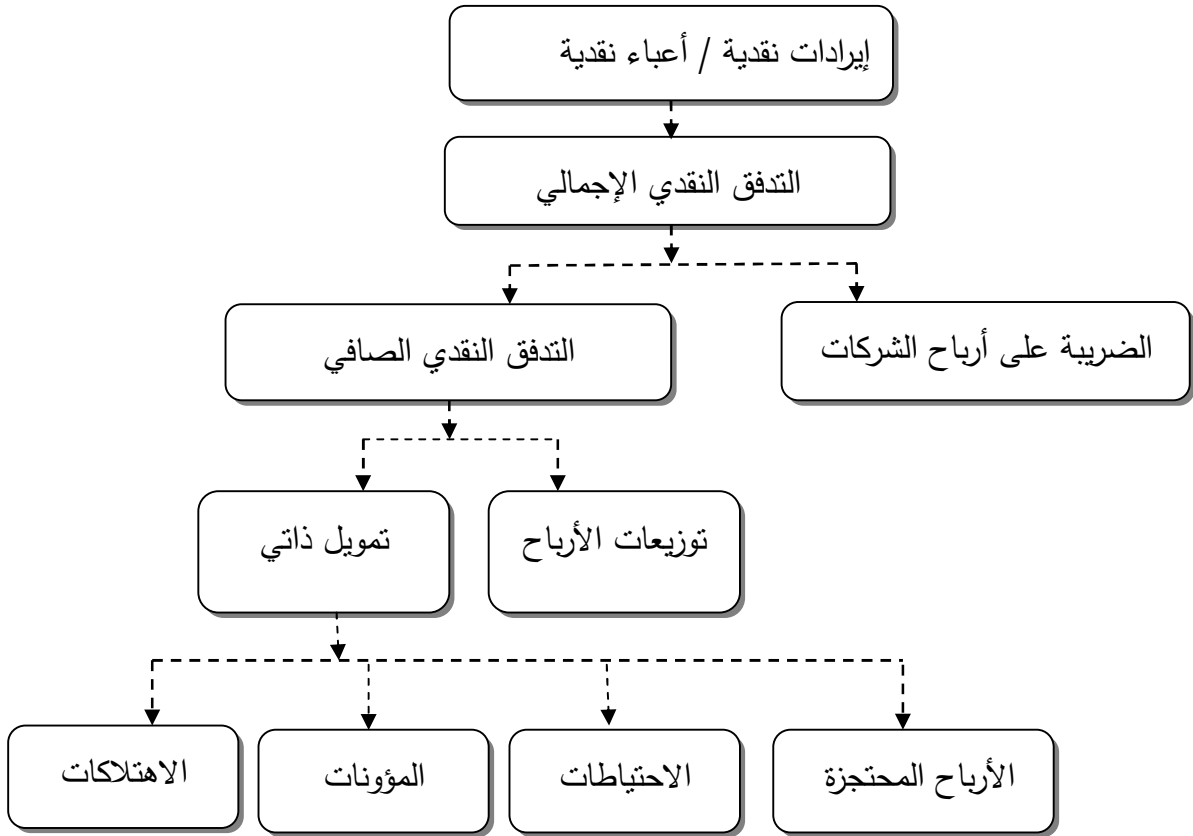 إيرادات نقدية / أعباء نقدية
التدفق النقدي الإجمالي
الضريبة على أرباح الشركات
التدفق النقدي الصافي
توزيعات الأرباح
تمويل ذاتي
الأرباح المحتجزة
الاحتياطات
المؤونات
الاهتلاكات